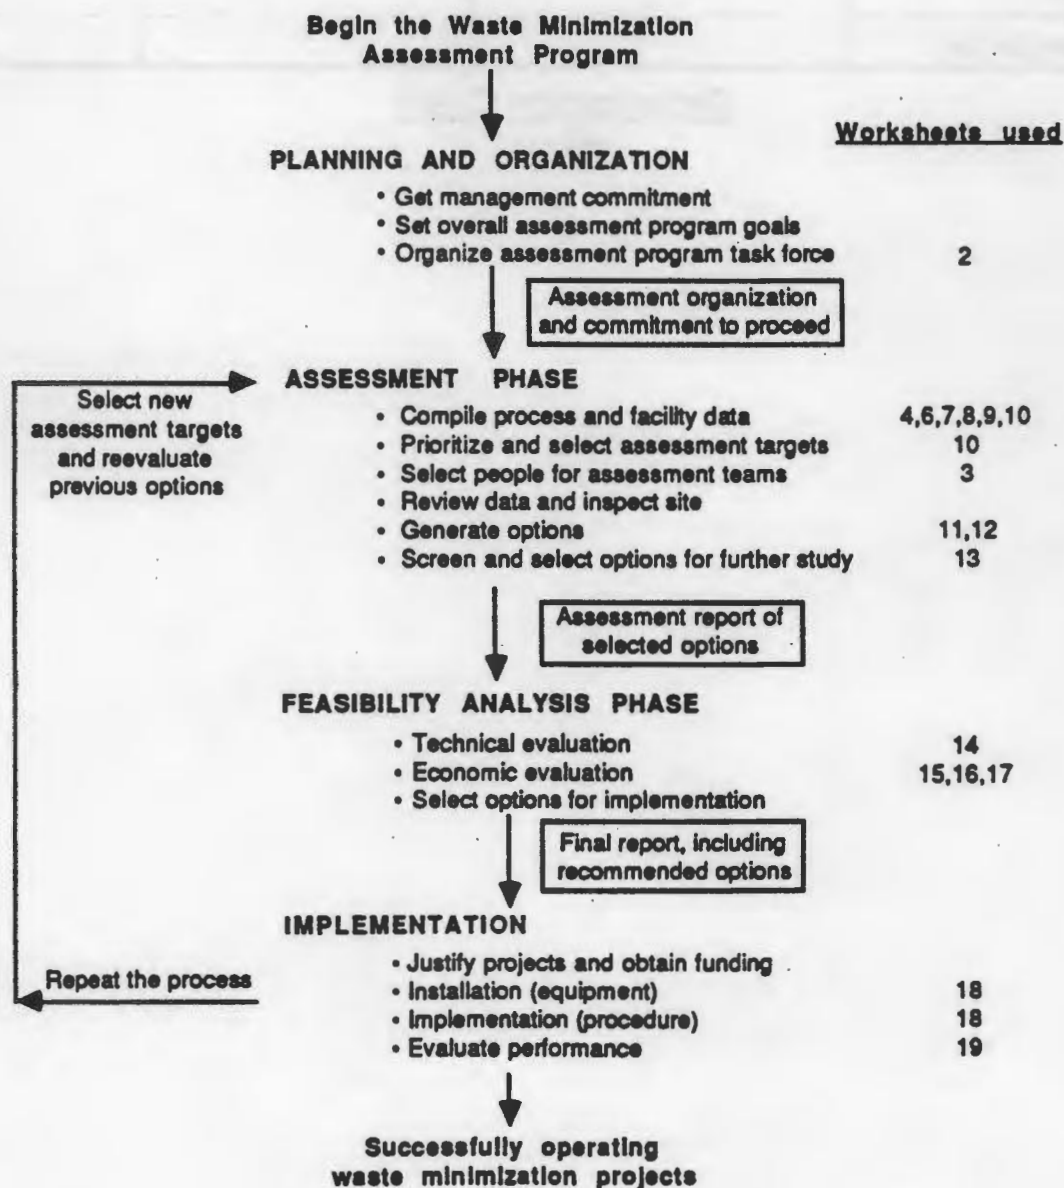 Begin the Waste Minimization
Assessment Program
Worksheets used
PLANNING AND ORGANIZATION
• Get management commitment
• Set overall assessment program goals
• Organize assessment program task force 2
Assessment organization
and commitment to proceed
ASSESSMENT PHASE
Select new
assessment targets
and reevaluate
previous options
• Compile process and facility data 4,6,7,8,9,10
• Prioritize and select assessment targets 10
• Select people for assessment teams 3
• Review data and inspect site
• Generate options 11,12
• Screen and select options for further study 13
Assessment report of
selected options
FEASIBILITY ANALYSIS PHASE
• Technical evaluation 14
• Economic evaluation 15,16,17
• Select options for implementation
Final report, including
recommended options
IMPLEMENTATION
• Justify projects and obtain funding
Repeat the process
• Installation (equipment) 18
• Implementation (procedure) 18
• Evaluate performance 19
Successfully operating
waste minimization projects